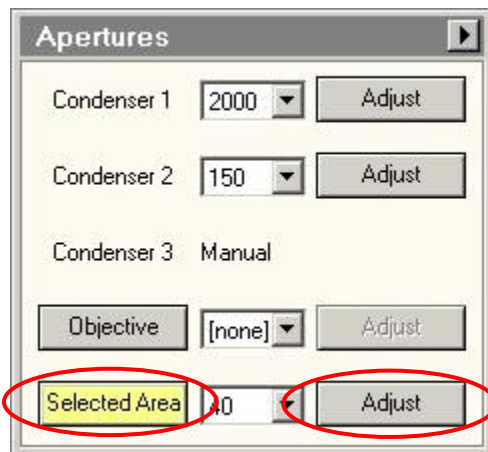 Apertures
Condenser 1 2000 Adjust
Condenser 2 150 Adjust
Condenser 3 Manual
Objective [none] Adjust
Selected Area 40 Adjust